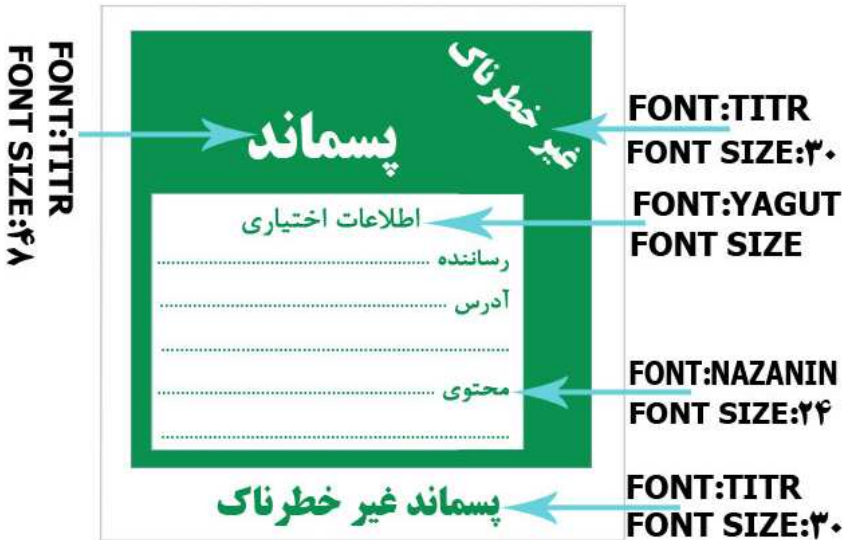 FONT:TITR
FONT SIZE:۴۸
غیر خطرناک
پسماند
FONT:TITR
FONT SIZE:۳۰
اطلاعات اختیاری
FONT:YAGUT
FONT SIZE
رساننده ................................................
آدرس ................................................
................................................
محتوی ................................................
FONT:NAZANIN
FONT SIZE:۲۴
................................................
پسماند غیر خطرناک
FONT:TITR
FONT SIZE:۳۰